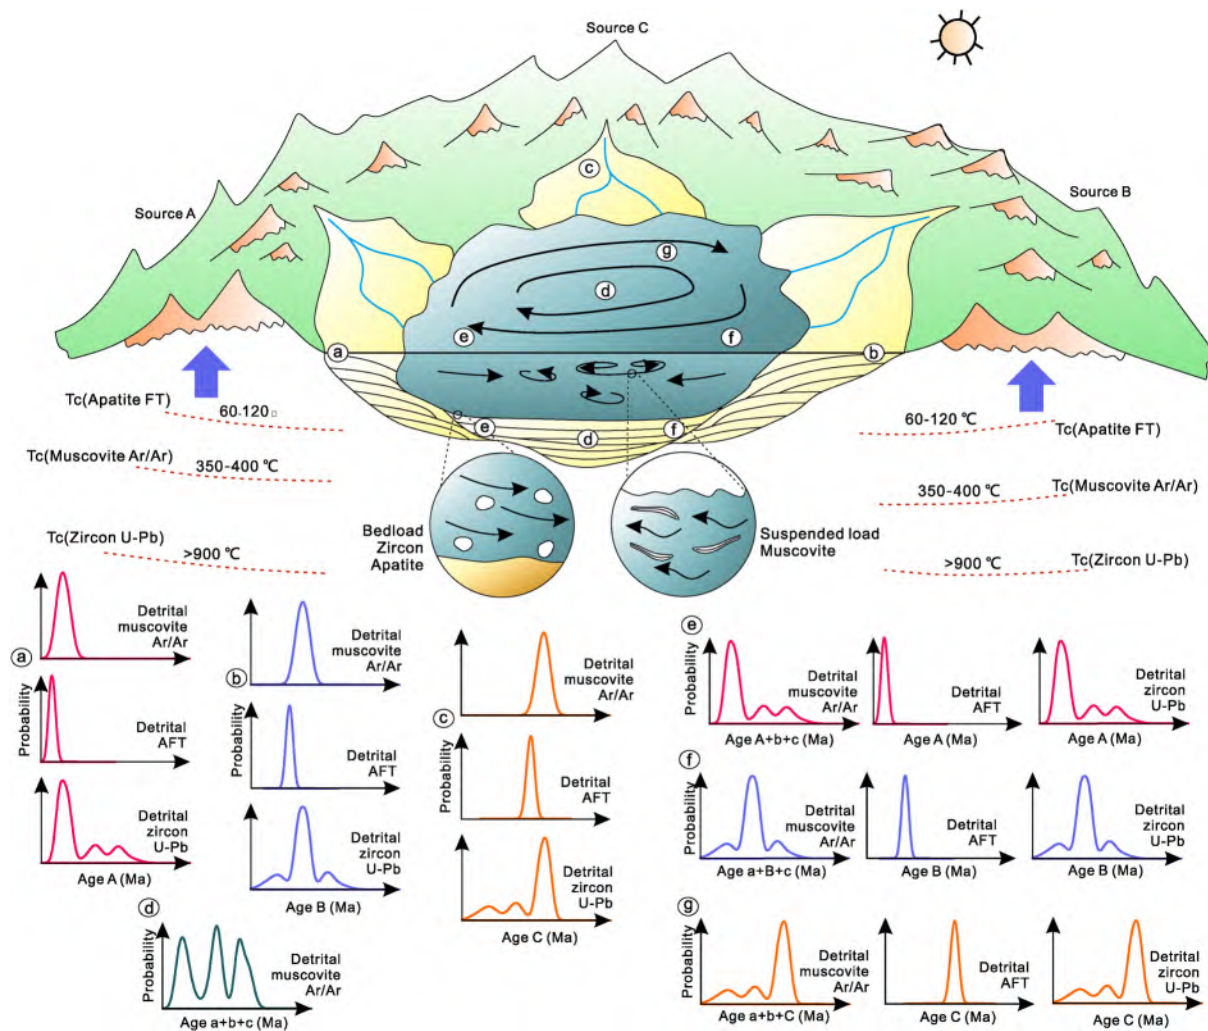 Source C
Source A
Source B
c
g
d
e
f
a
b
Tc(Apatite FT)
60-120 □
60-120 ℃
Tc(Apatite FT)
e
f
d
Tc(Muscovite Ar/Ar)
350-400 ℃
350-400 ℃
Tc(Muscovite Ar/Ar)
Bedload
Zircon
Apatite
Suspended load
Muscovite
Tc(Zircon U-Pb)
>900 ℃
>900 ℃
Tc(Zircon U-Pb)
a
Probability
Detrital
muscovite
Ar/Ar
Detrital
AFT
Detrital
zircon
U-Pb
Age A (Ma)
b
Probability
Detrital
muscovite
Ar/Ar
Detrital
AFT
Detrital
zircon
U-Pb
Age B (Ma)
c
Probability
Detrital
muscovite
Ar/Ar
Detrital
AFT
Detrital
zircon
U-Pb
Age C (Ma)
d
Probability
Detrital
muscovite
Ar/Ar
Age a+b+c (Ma)
e
Probability
Detrital
muscovite
Ar/Ar
Age A+b+c (Ma)
Detrital
AFT
Age A (Ma)
Detrital
zircon
U-Pb
Age A (Ma)
f
Probability
Detrital
muscovite
Ar/Ar
Age a+B+c (Ma)
Detrital
AFT
Age B (Ma)
Detrital
zircon
U-Pb
Age B (Ma)
g
Probability
Detrital
muscovite
Ar/Ar
Age a+b+C (Ma)
Detrital
AFT
Age C (Ma)
Detrital
zircon
U-Pb
Age C (Ma)